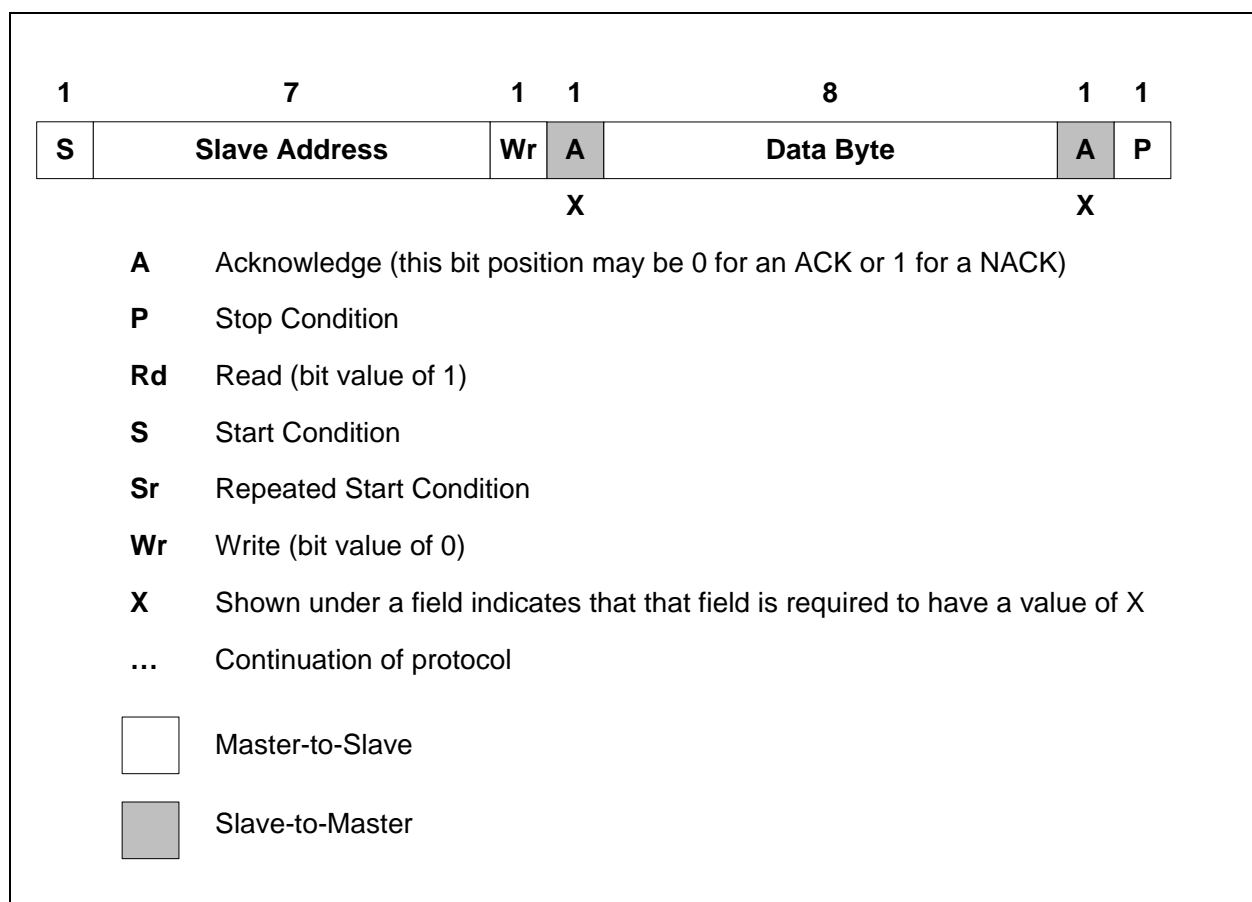 1 7 1 1 8 1 1
S Slave Address Wr A Data Byte A P
X X
A Acknowledge (this bit position may be 0 for an ACK or 1 for a NACK)
P Stop Condition
Rd Read (bit value of 1)
S Start Condition
Sr Repeated Start Condition
Wr Write (bit value of 0)
X Shown under a field indicates that that field is required to have a value of X
… Continuation of protocol
Master-to-Slave
Slave-to-Master